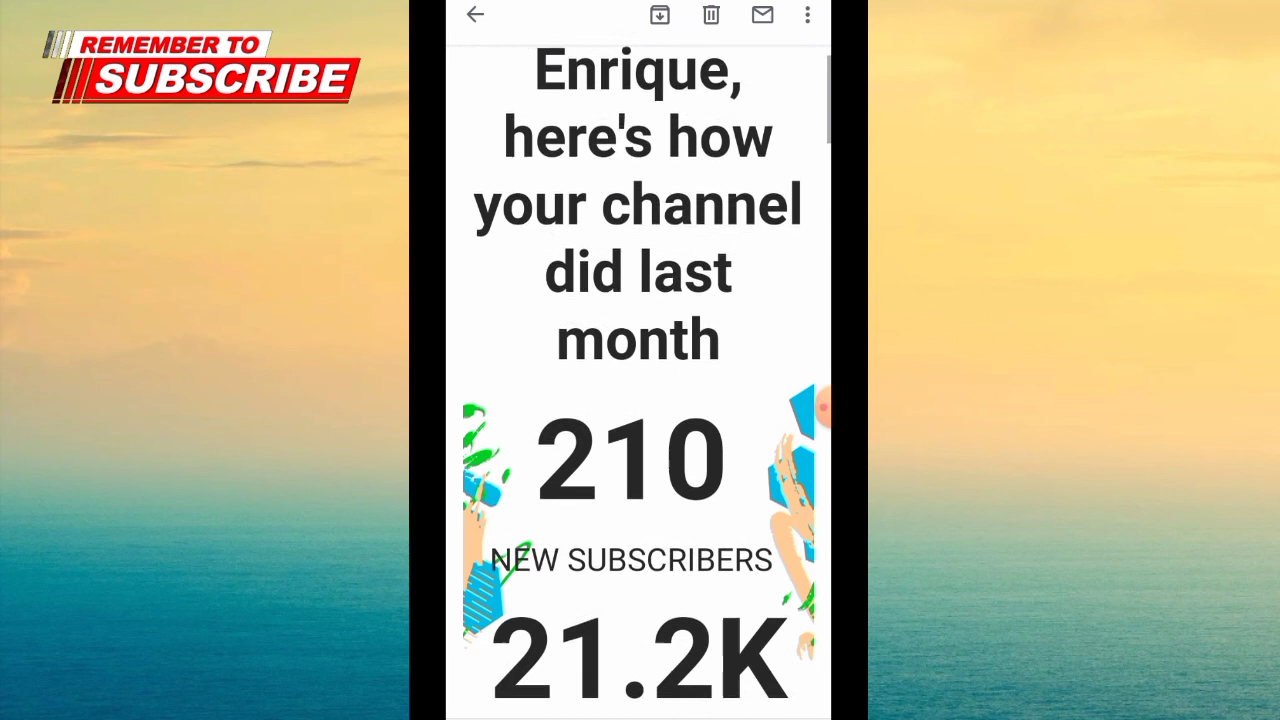 REMEMBER TO
SUBSCRIBE
Enrique,
here's how
your channel
did last
month
210
NEW SUBSCRIBERS
21.2K